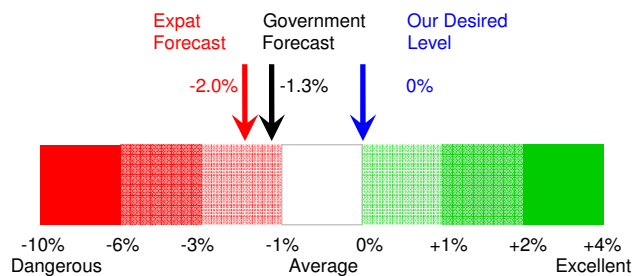 Expat Government Our Desired
Forecast Forecast Level
-2.0% -1.3% 0%
-10% -6% -3% -1% 0% +1% +2% +4%
Dangerous Average Excellent